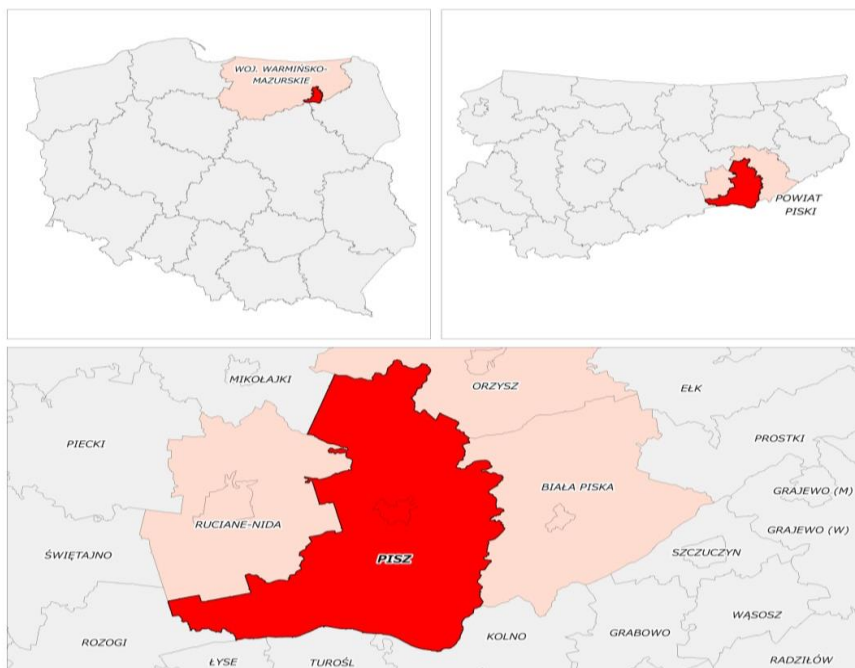 WOJ. WARMIŃSKO-
MAZURSKIE
POWIAT
PISKI
MIKOŁAJKI
ORZYSZ
EŁK
PIECKI
PROSTKI
BIAŁA PISKA
GRAJEWO (M)
RUCIANE-NIDA
GRAJEWO (W)
ŚWIĘTAJNO
PISZ
SZCZUCZYN
ROZOGI
KOLNO
GRABOWO
WĄSOSZ
ŁYSE
TUROŚL
RADZIŁÓW